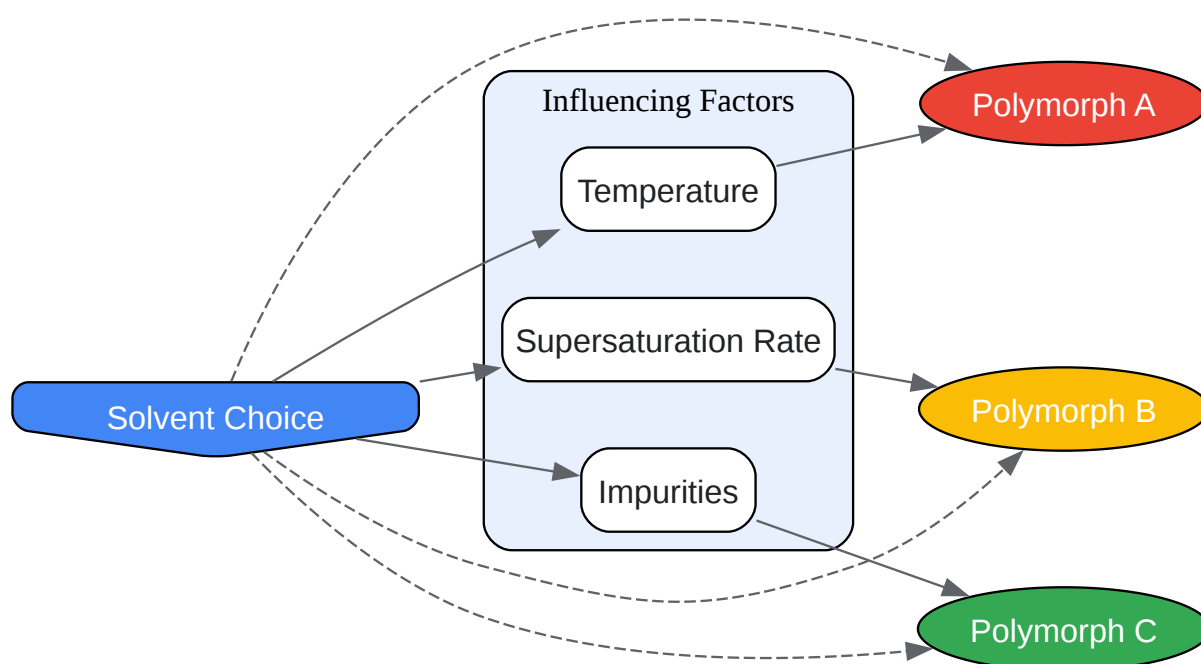 Influencing Factors
Polymorph A
Temperature
Supersaturation Rate
Solvent Choice
Polymorph B
Impurities
Polymorph C